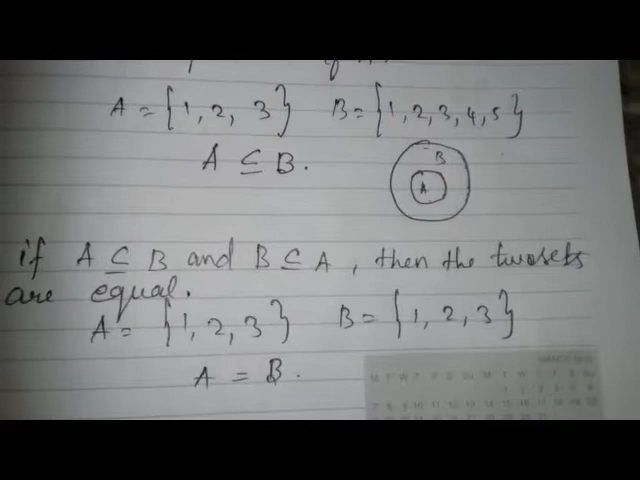 A = {1, 2, 3} B = {1, 2, 3, 4, 5}
A ⊆ B.
B
A
if A ⊆ B and B ⊆ A, then the two sets
are equal.
A = {1, 2, 3} B = {1, 2, 3}
A = B.